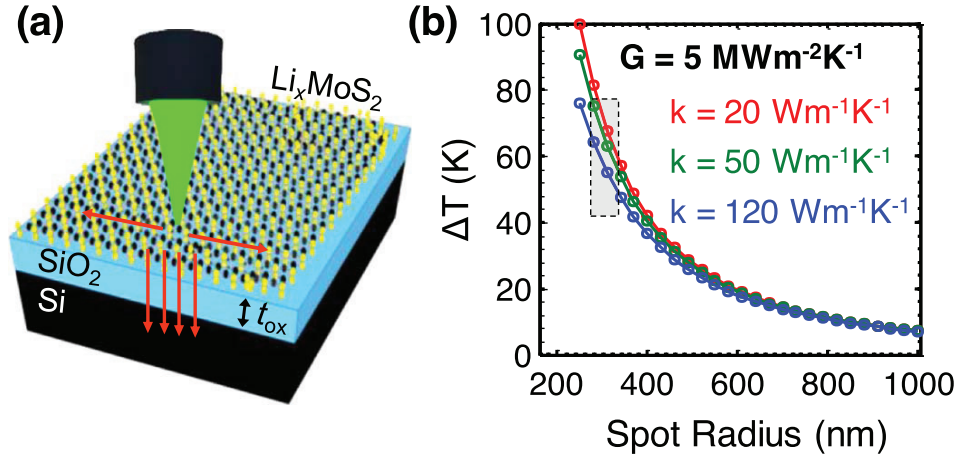 (a)
LiₓMoS₂
SiO₂
Si
tₒₓ
(b)
G = 5 MWm⁻²K⁻¹
k = 20 Wm⁻¹K⁻¹
k = 50 Wm⁻¹K⁻¹
k = 120 Wm⁻¹K⁻¹
ΔT (K)
100
80
60
40
20
0
200 400 600 800 1000
Spot Radius (nm)